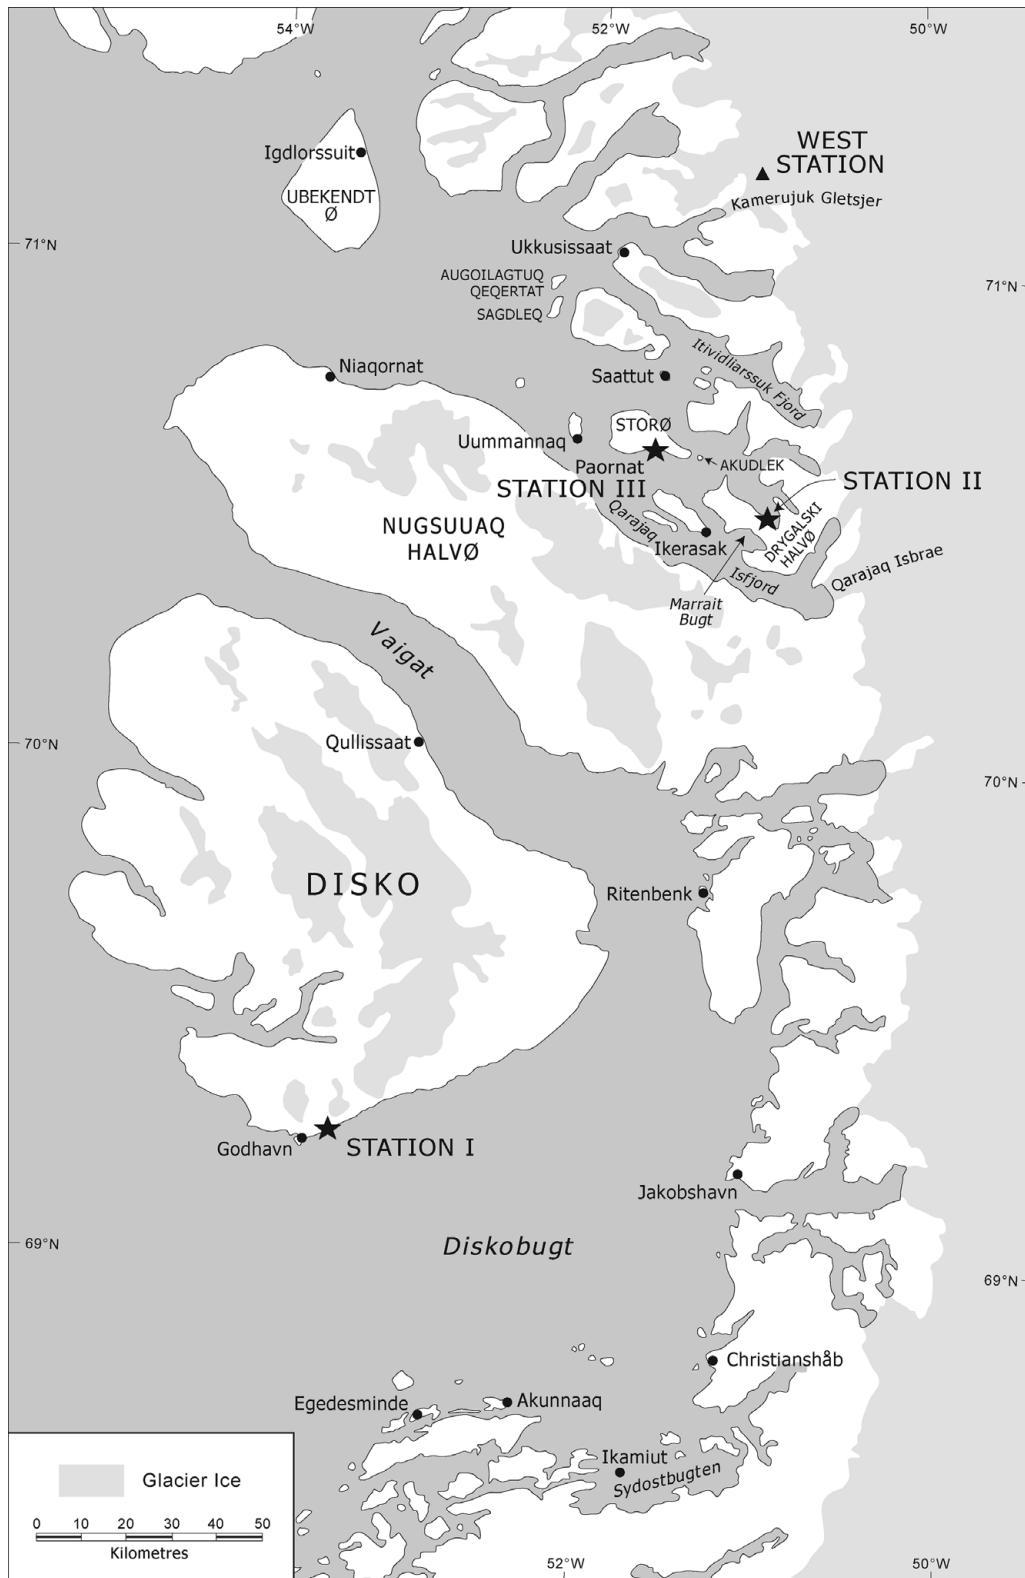 54°W
52°W
50°W
WEST
STATION
Igdlorssuit
UBEKENDT
Ø
Kamerujuk Gletsjer
71°N
Ukkusissaat
AUGOILAGTUQ
QEQERTAT
71°N
SAGDLEQ
Itividliarssuk Fjord
Niaqornat
Saattut
STORØ
Uummannaq
Paornat
AKUDLEK
STATION III
STATION II
Qarajaq
NUGSUUAQ
HALVØ
DRYGALSKI
HALVØ
Ikerasak
Qarajaq Isbrae
Isfjord
Marrait
Bugt
Vaigat
Qullissaat
70°N
70°N
DISKO
Ritenbenk
Godhavn
STATION I
Jakobshavn
69°N
Diskobugt
69°N
Christianshåb
Egedesminde
Akunnaaq
Ikamiut
Sydostbugten
Glacier Ice
0 10 20 30 40 50
Kilometres
52°W
50°W